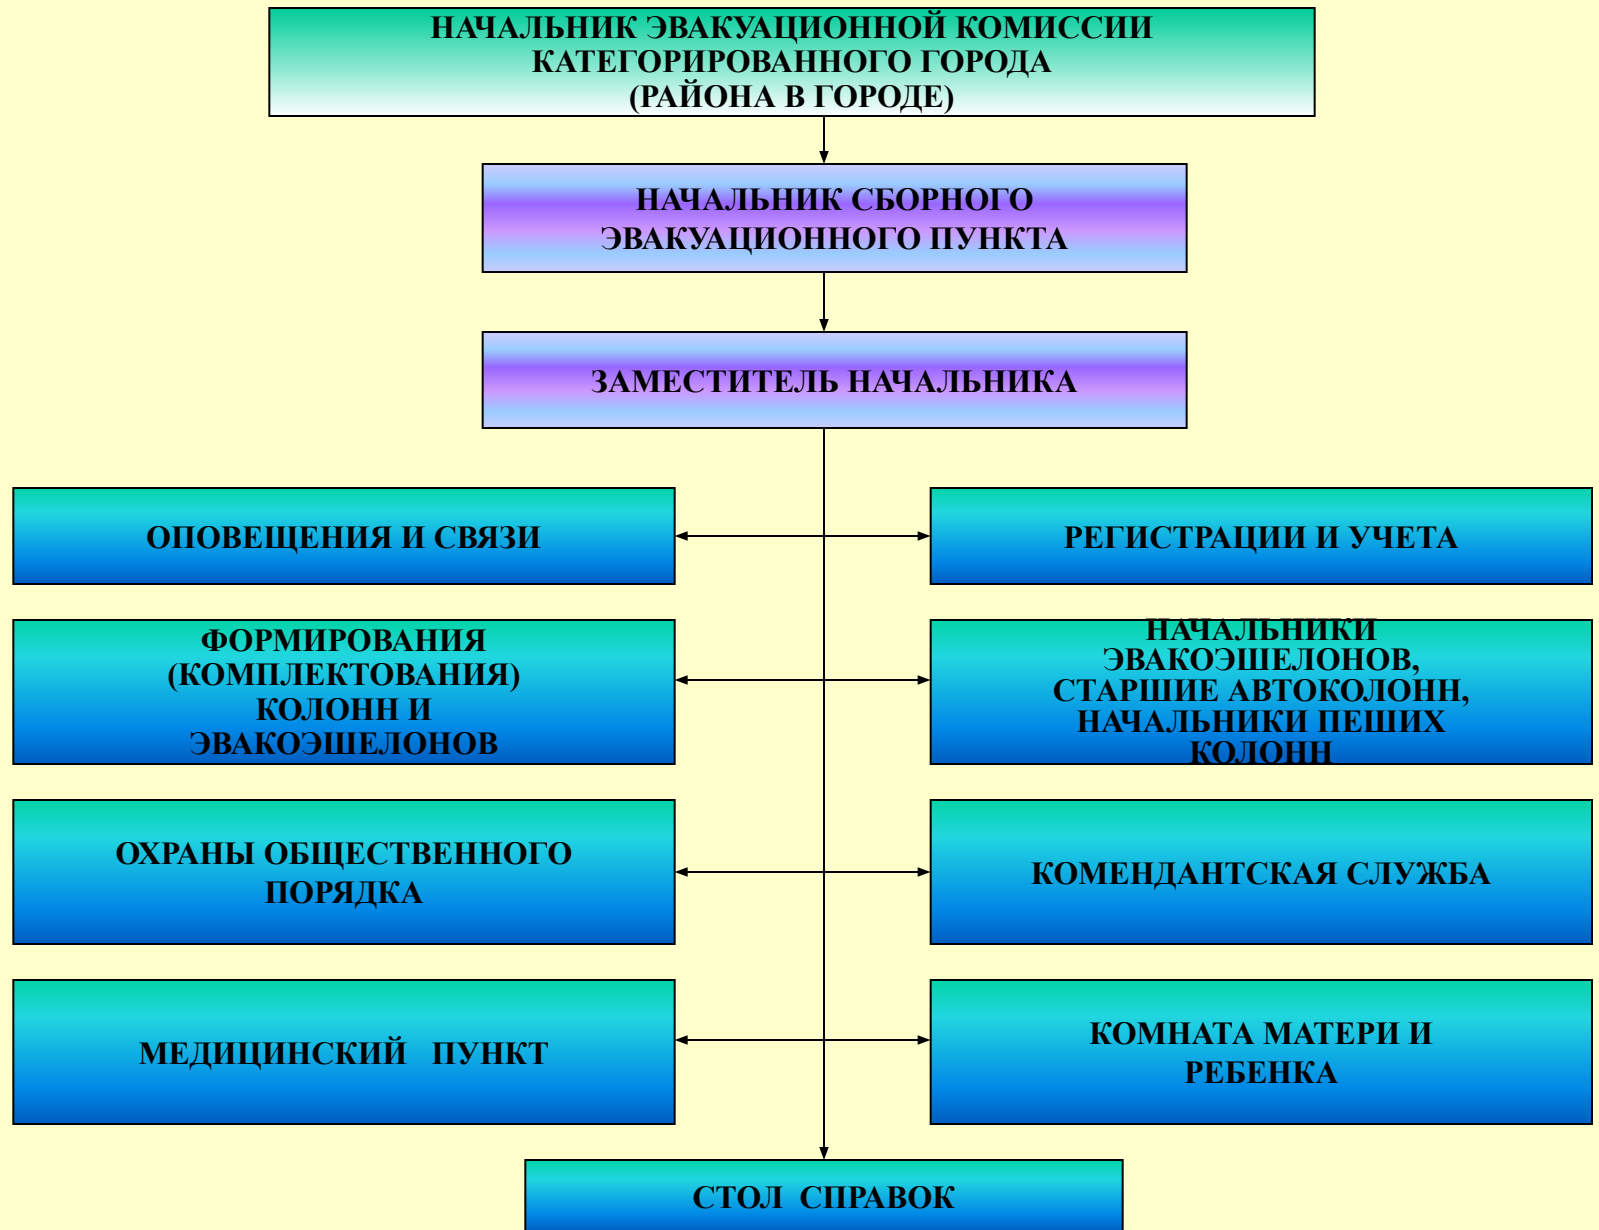 НАЧАЛЬНИК ЭВАКУАЦИОННОЙ КОМИССИИ
КАТЕГОРИРОВАННОГО ГОРОДА
(РАЙОНА В ГОРОДЕ)
НАЧАЛЬНИК СБОРНОГО
ЭВАКУАЦИОННОГО ПУНКТА
ЗАМЕСТИТЕЛЬ НАЧАЛЬНИКА
ОПОВЕЩЕНИЯ И СВЯЗИ
РЕГИСТРАЦИИ И УЧЕТА
ФОРМИРОВАНИЯ
(КОМПЛЕКТОВАНИЯ)
КОЛОНН И
ЭВАКОЭШЕЛОНОВ
НАЧАЛЬНИКИ
ЭВАКОЭШЕЛОНОВ,
СТАРШИЕ АВТОКОЛОНН,
НАЧАЛЬНИКИ ПЕШИХ
КОЛОНН
ОХРАНЫ ОБЩЕСТВЕННОГО
ПОРЯДКА
КОМЕНДАНТСКАЯ СЛУЖБА
МЕДИЦИНСКИЙ ПУНКТ
КОМНАТА МАТЕРИ И
РЕБЕНКА
СТОЛ СПРАВОК